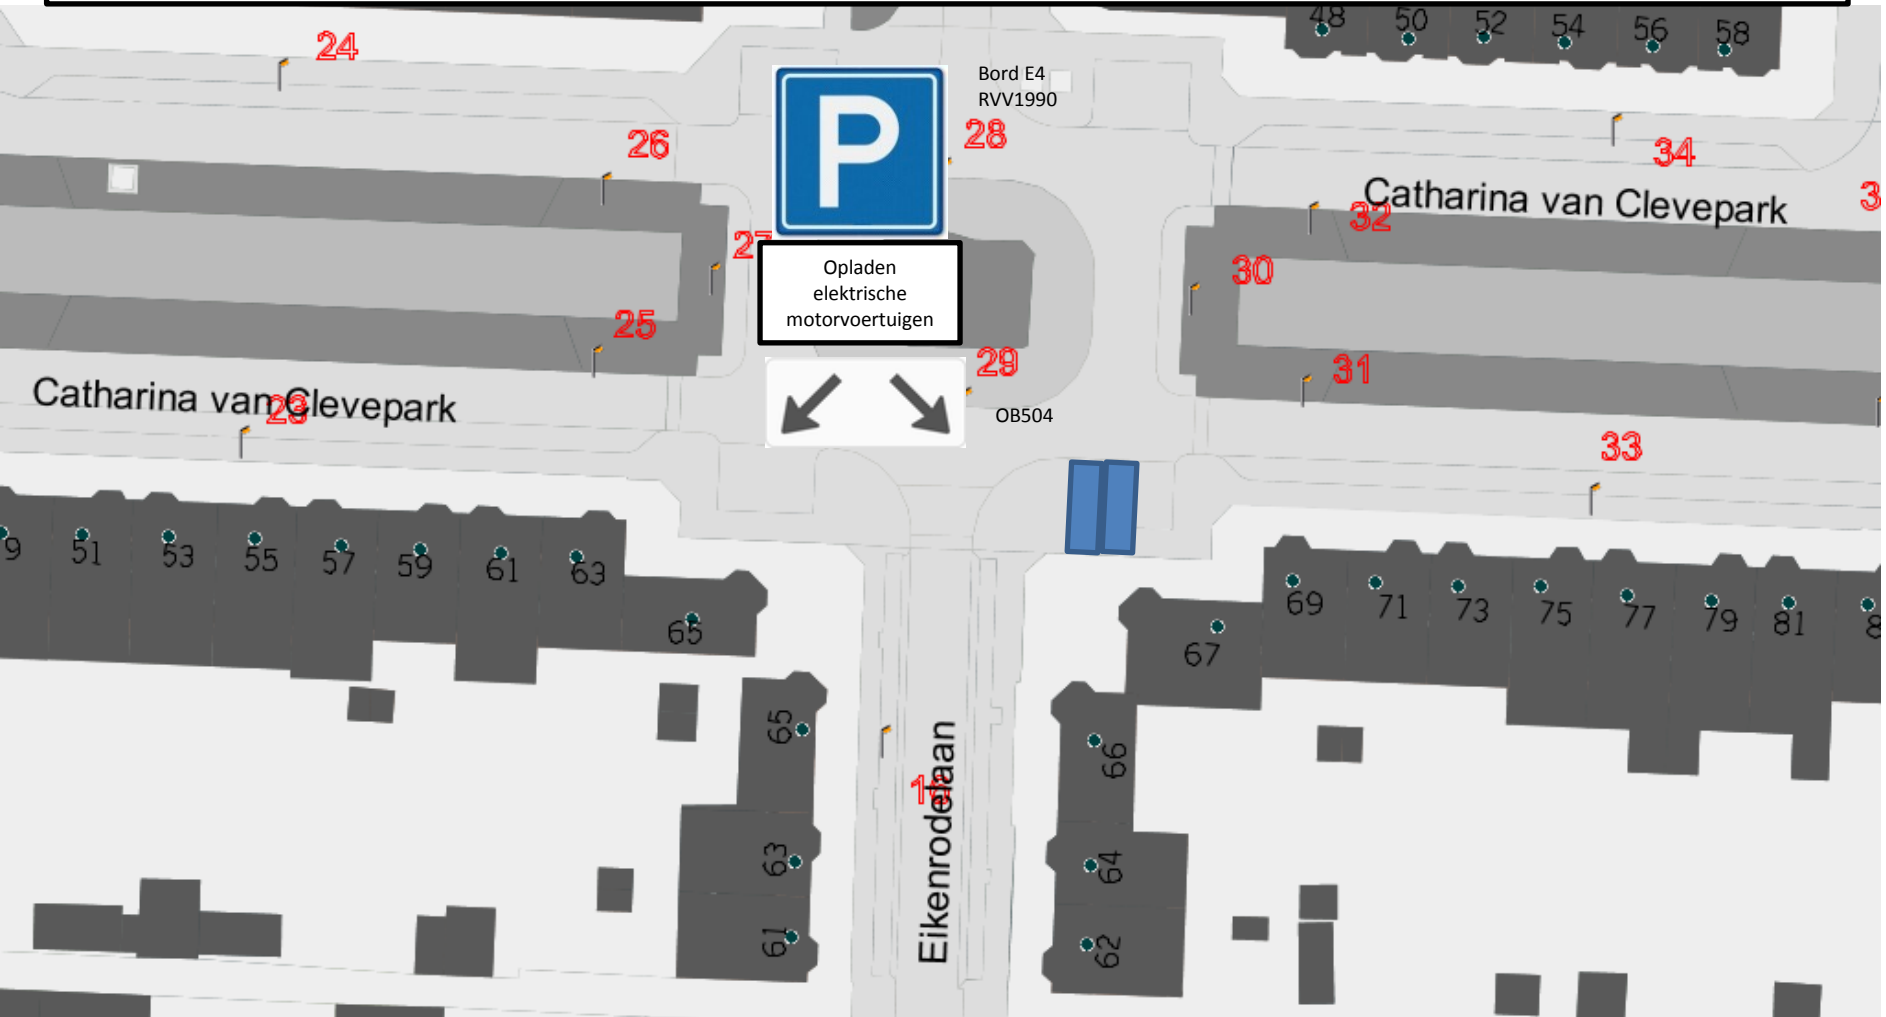 48 50 52 54 56 58
24
Bord E4
RVV1990
P
26
28
34
Catharina van Clevepark
32
27
30
Opladen
elektrische
motorvoertuigen
25
29
31
Catharina van Clevepark
23
OB504
33
9 51 53 55 57 59 61 63
65
69 71 73 75 77 79 81
67
65
66
16
Eikenrodelaan
63
64
61
62